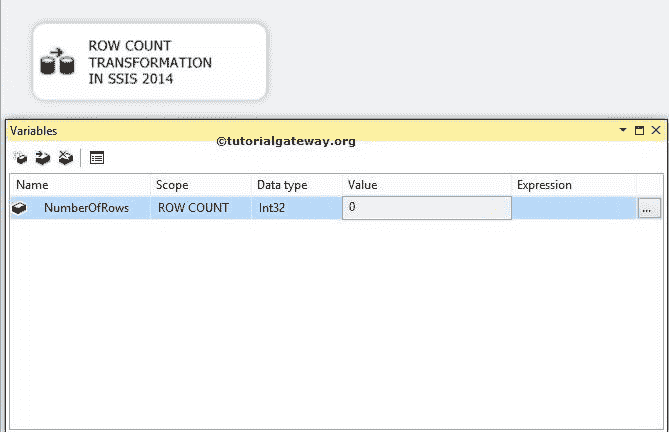 ROW COUNT
TRANSFORMATION
IN SSIS 2014
Variables
©tutorialgateway.org
Name Scope Data type Value Expression
NumberOfRows ROW COUNT Int32 0 ...